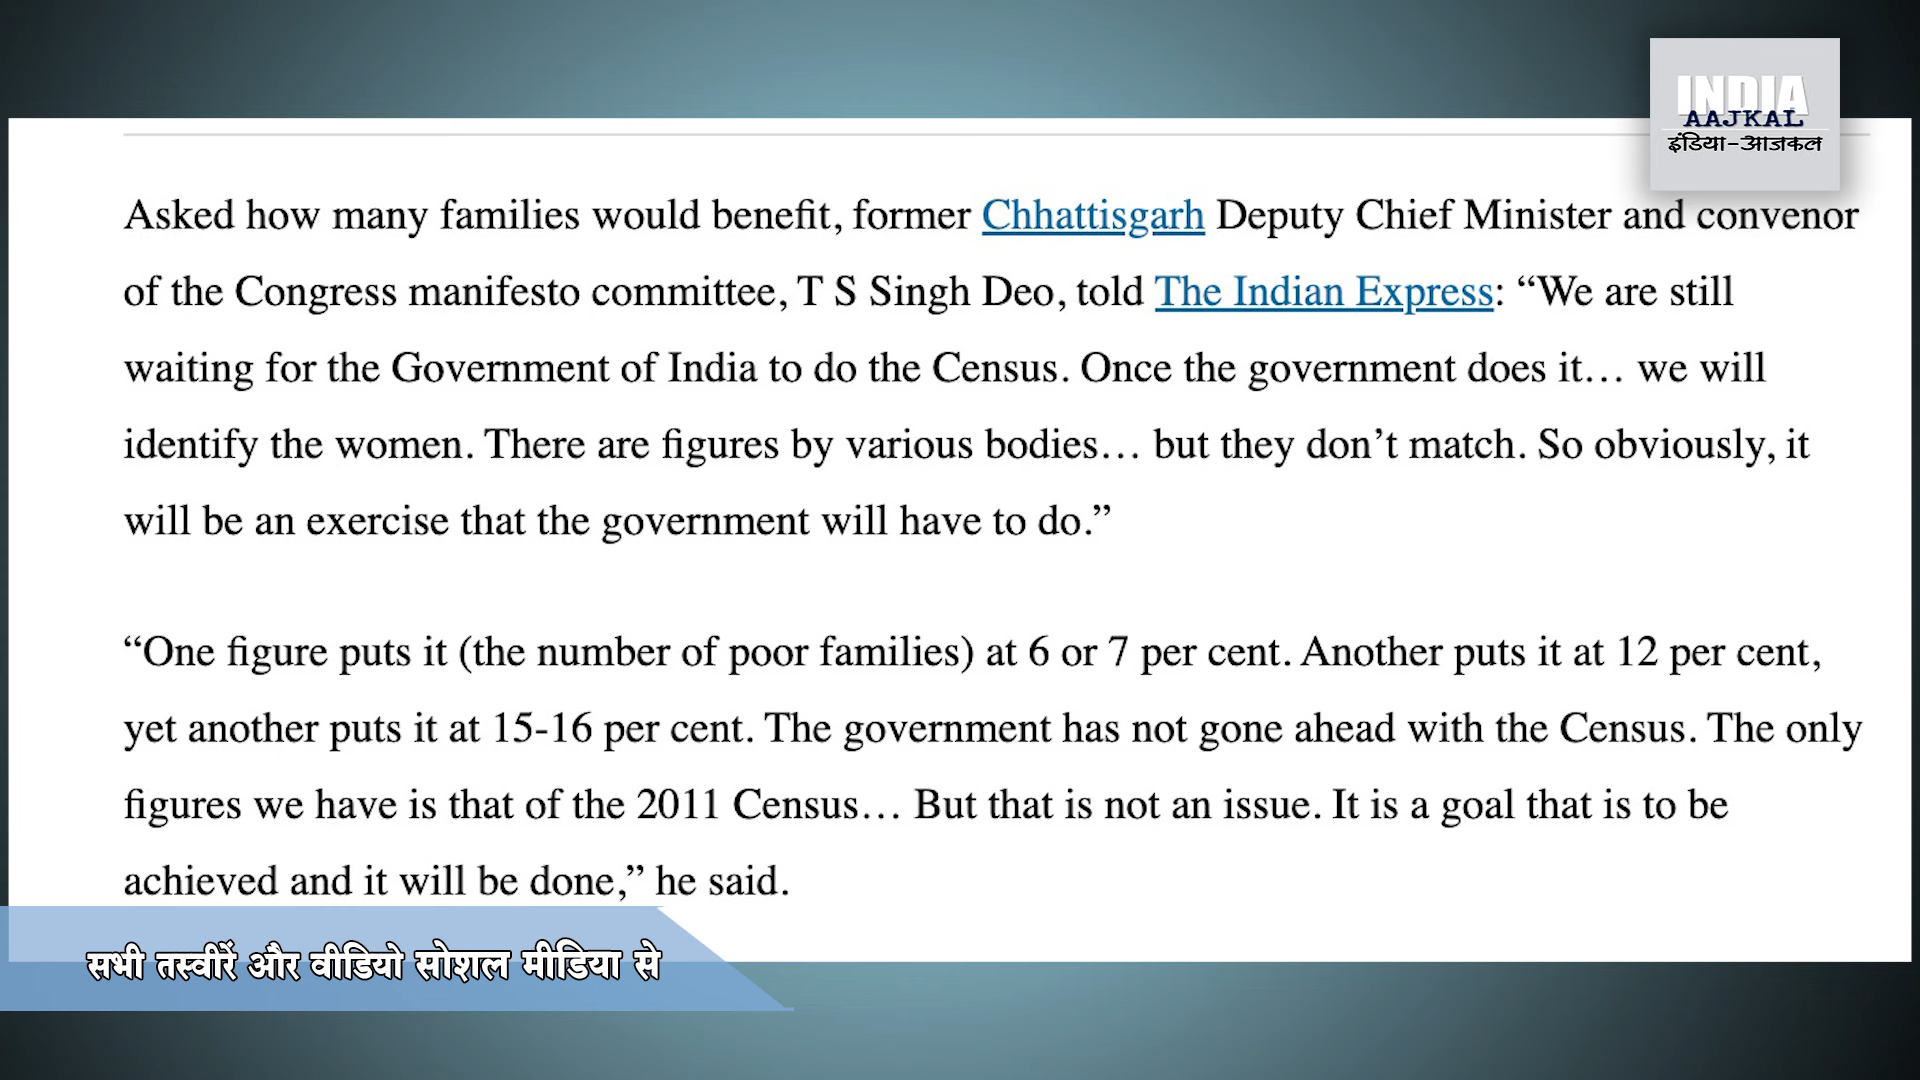 INDIA
AAJKAL
इंडिया-आजकल
Asked how many families would benefit, former Chhattisgarh Deputy Chief Minister and convenor
of the Congress manifesto committee, T S Singh Deo, told The Indian Express: “We are still
waiting for the Government of India to do the Census. Once the government does it… we will
identify the women. There are figures by various bodies… but they don’t match. So obviously, it
will be an exercise that the government will have to do.”
“One figure puts it (the number of poor families) at 6 or 7 per cent. Another puts it at 12 per cent,
yet another puts it at 15-16 per cent. The government has not gone ahead with the Census. The only
figures we have is that of the 2011 Census… But that is not an issue. It is a goal that is to be
achieved and it will be done,” he said.
सभी तस्वीरें और वीडियो सोशल मीडिया से